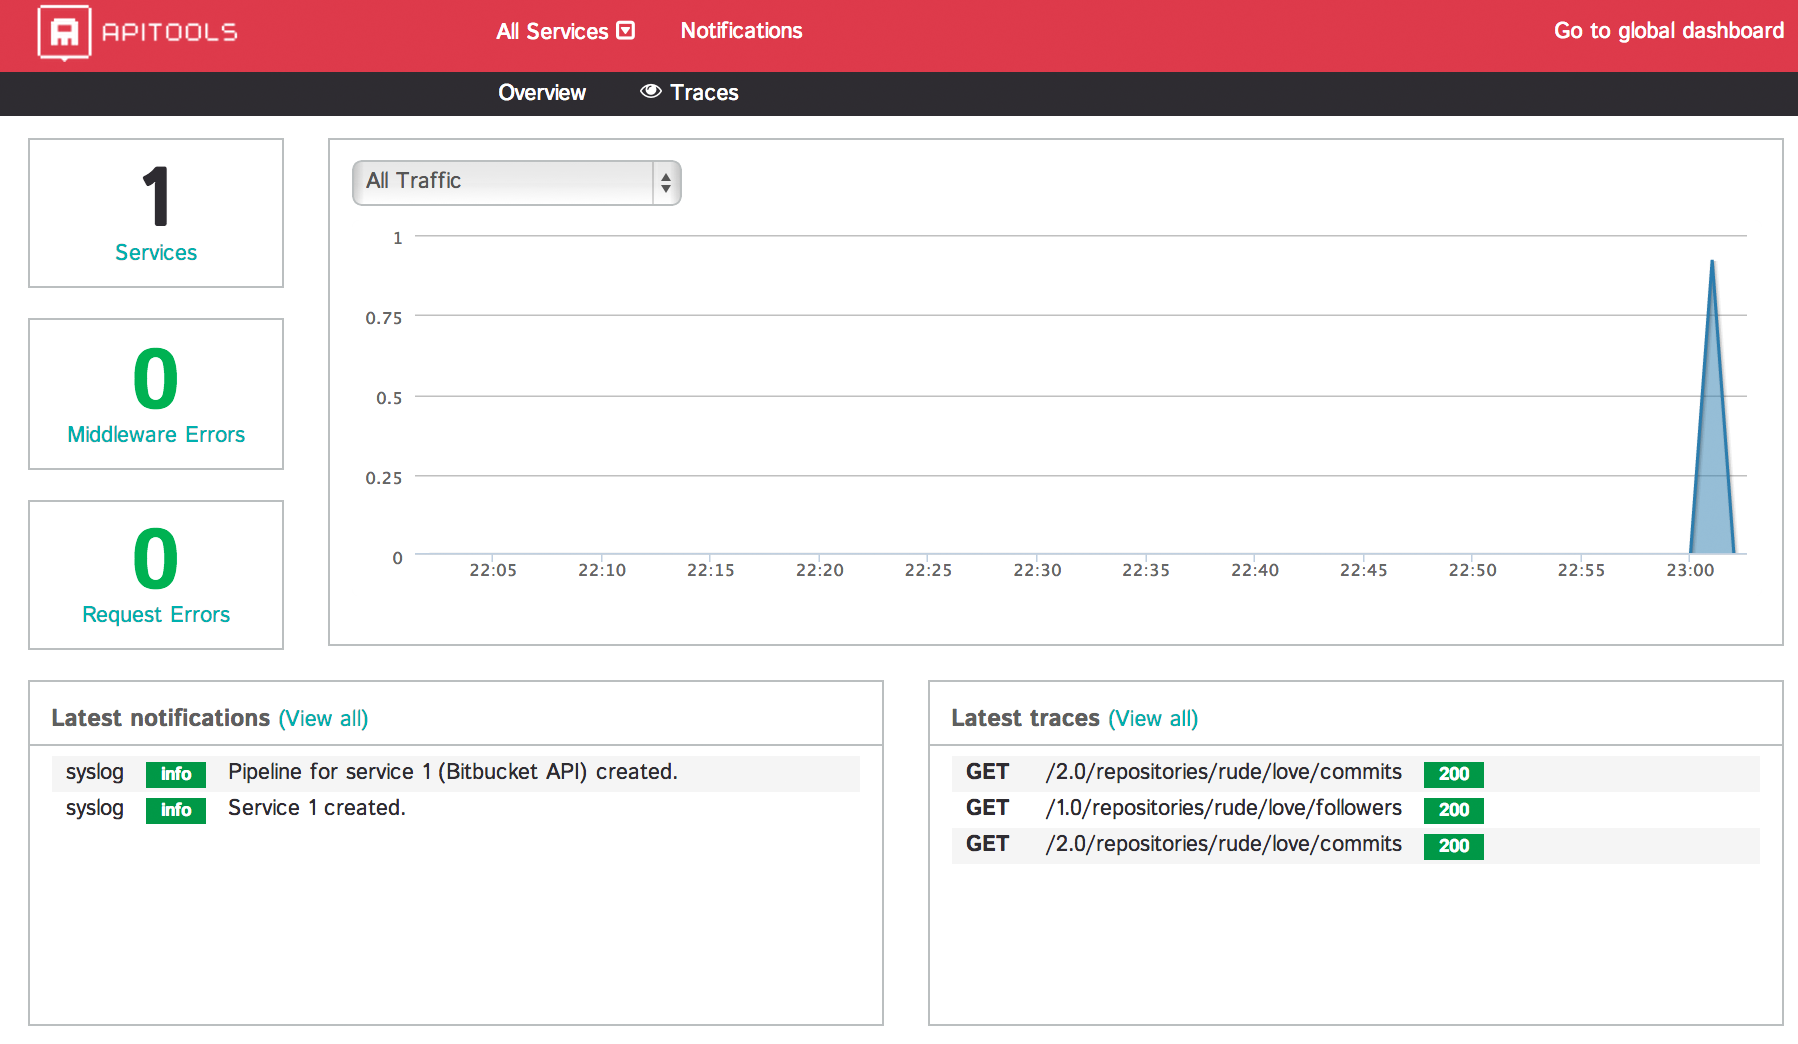 APITOOLS
All Services
Notifications
Go to global dashboard
Overview
Traces
1
Services
0
Middleware Errors
0
Request Errors
All Traffic
1
0.75
0.5
0.25
0
22:05 22:10 22:15 22:20 22:25 22:30 22:35 22:40 22:45 22:50 22:55 23:00
Latest notifications (View all)
syslog info Pipeline for service 1 (Bitbucket API) created.
syslog info Service 1 created.
Latest traces (View all)
GET /2.0/repositories/rude/love/commits 200
GET /1.0/repositories/rude/love/followers 200
GET /2.0/repositories/rude/love/commits 200